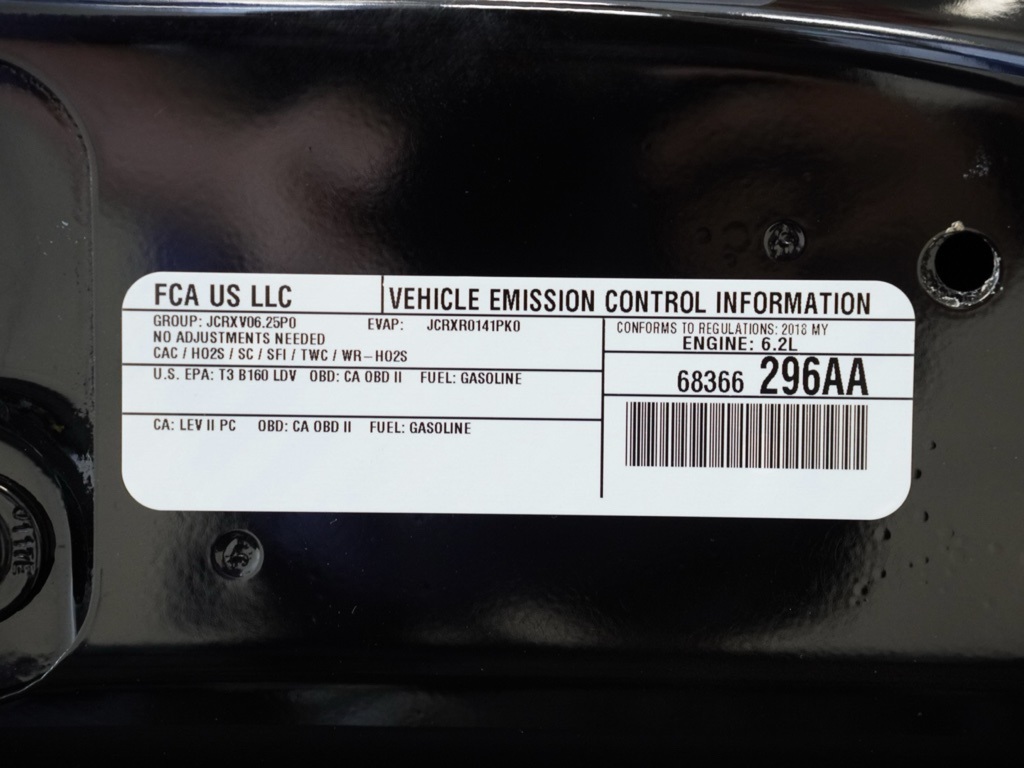 FCA US LLC
VEHICLE EMISSION CONTROL INFORMATION
GROUP: JCRXV06.25P0 EVAP: JCRXR0141PK0
NO ADJUSTMENTS NEEDED
CAC / HO2S / SC / SFI / TWC / WR-HO2S
U.S. EPA: T3 B160 LDV OBD: CA OBD II FUEL: GASOLINE
CA: LEV II PC OBD: CA OBD II FUEL: GASOLINE
CONFORMS TO REGULATIONS: 2018 MY
ENGINE: 6.2L
68366 296AA